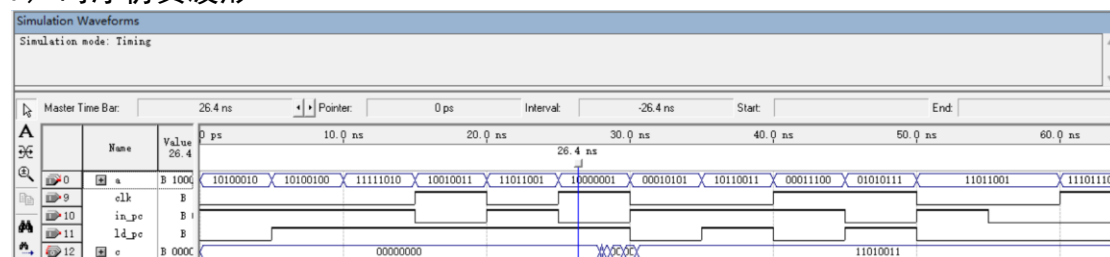 Simulation Waveforms
Simulation mode: Timing
Master Time Bar: 26.4 ns Pointer: 0 ps Interval: -26.4 ns Start: End:
Name Value 26.4 0 ps 10.0 ns 20.0 ns 30.0 ns 40.0 ns 50.0 ns 60.0 ns
26.4 ns
0 a B 1000 10100010 10100100 11111010 10010011 11011001 10000001 00010101 10110011 00011100 01010111 11011001
9 clk B
10 in_pc B
11 ld_pc B
12 c B 0000 00000000 11010011